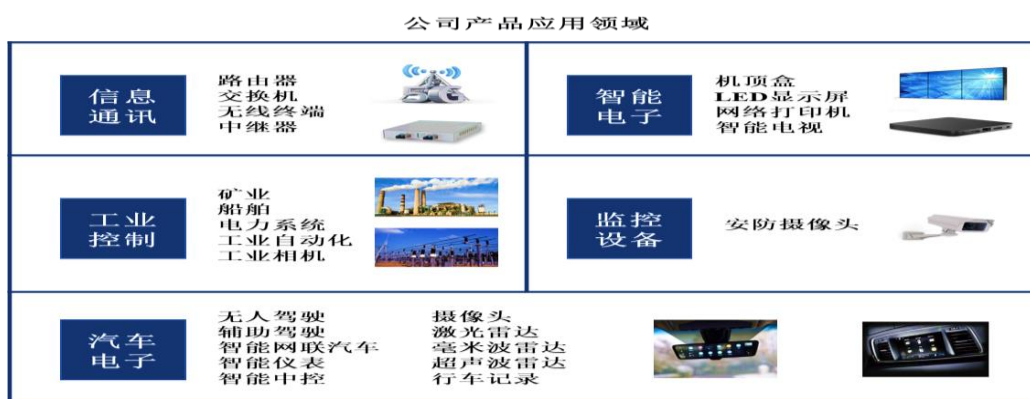 公司产品应用领域
信息
通讯
路由器
交换机
无线终端
中继器
智能
电子
机顶盒
LED显示屏
网络打印机
智能电视
工业
控制
矿业
船舶
电力系统
工业自动化
工业相机
监控
设备
安防摄像头
汽车
电子
无人驾驶
辅助驾驶
智能网联汽车
智能仪表
智能中控
摄像头
激光雷达
毫米波雷达
超声波雷达
行车记录